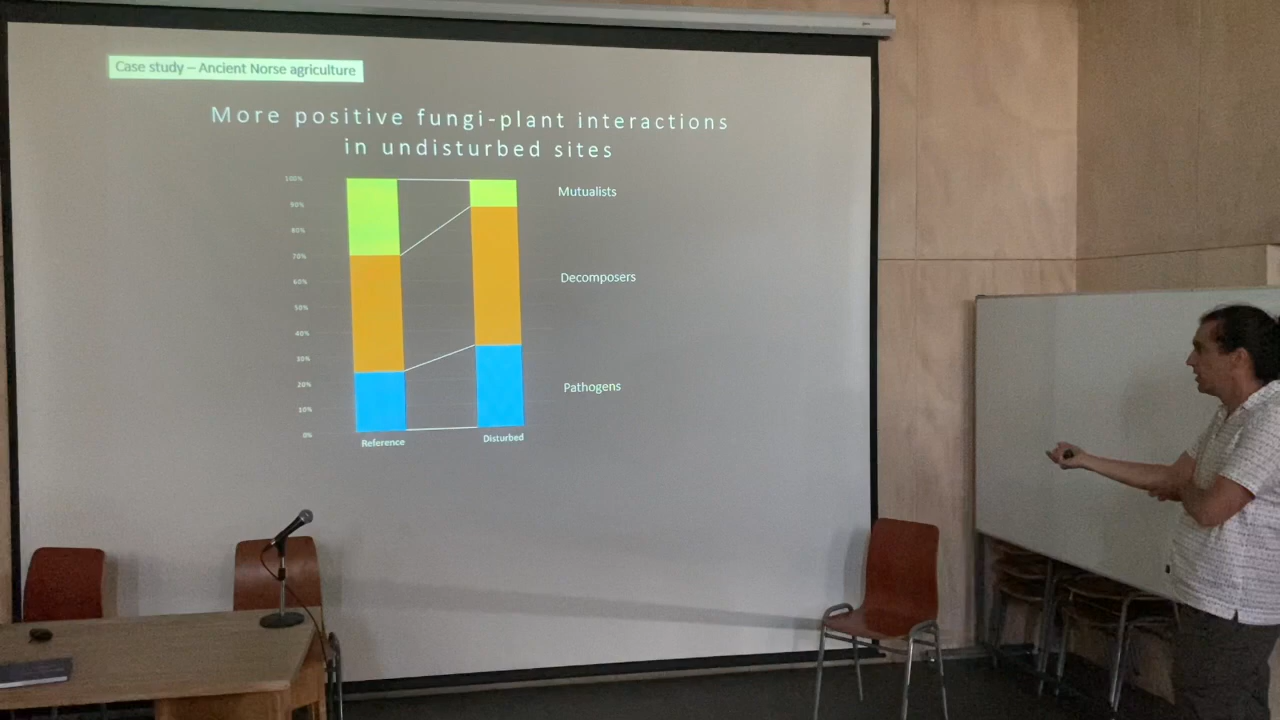 Case study – Ancient Norse agriculture
More positive fungi-plant interactions
in undisturbed sites
100%
90%
80%
70%
60%
50%
40%
30%
20%
10%
0%
Mutualists
Decomposers
Pathogens
Reference
Disturbed